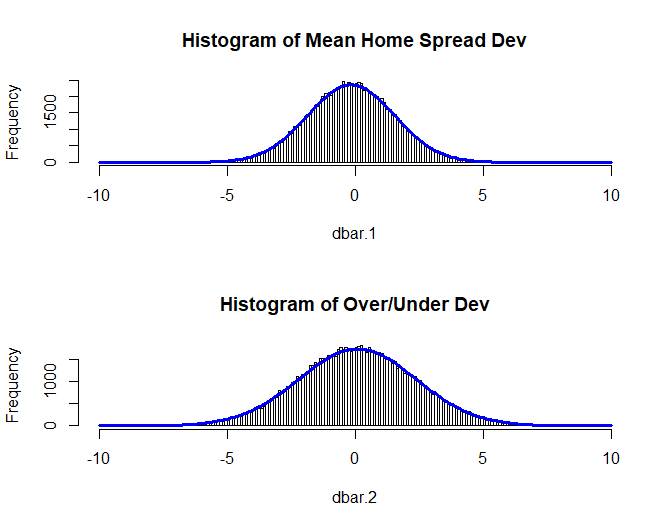 Histogram of Mean Home Spread Dev
Frequency
1500
0
-10 -5 0 5 10
dbar.1
Histogram of Over/Under Dev
Frequency
1000
0
-10 -5 0 5 10
dbar.2